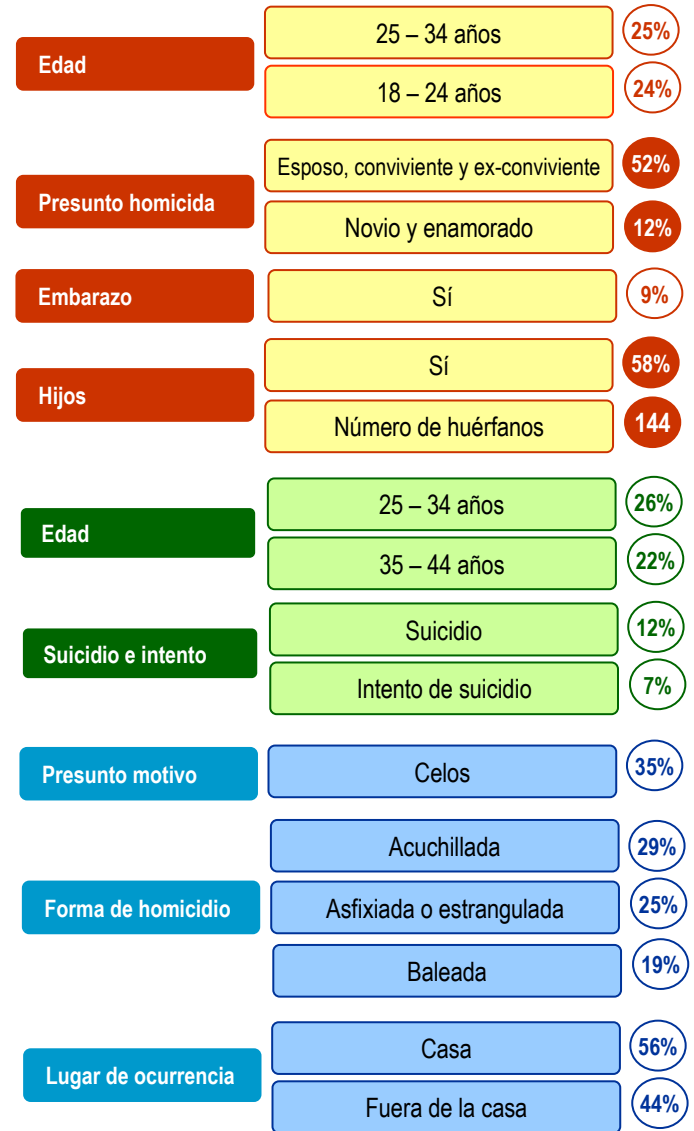 Edad
25 – 34 años 25%
18 – 24 años 24%
Presunto homicida
Esposo, conviviente y ex-conviviente 52%
Novio y enamorado 12%
Embarazo
Sí 9%
Hijos
Sí 58%
Número de huérfanos 144
Edad
25 – 34 años 26%
35 – 44 años 22%
Suicidio e intento
Suicidio 12%
Intento de suicidio 7%
Presunto motivo
Celos 35%
Forma de homicidio
Acuchillada 29%
Asfixiada o estrangulada 25%
Baleada 19%
Lugar de ocurrencia
Casa 56%
Fuera de la casa 44%